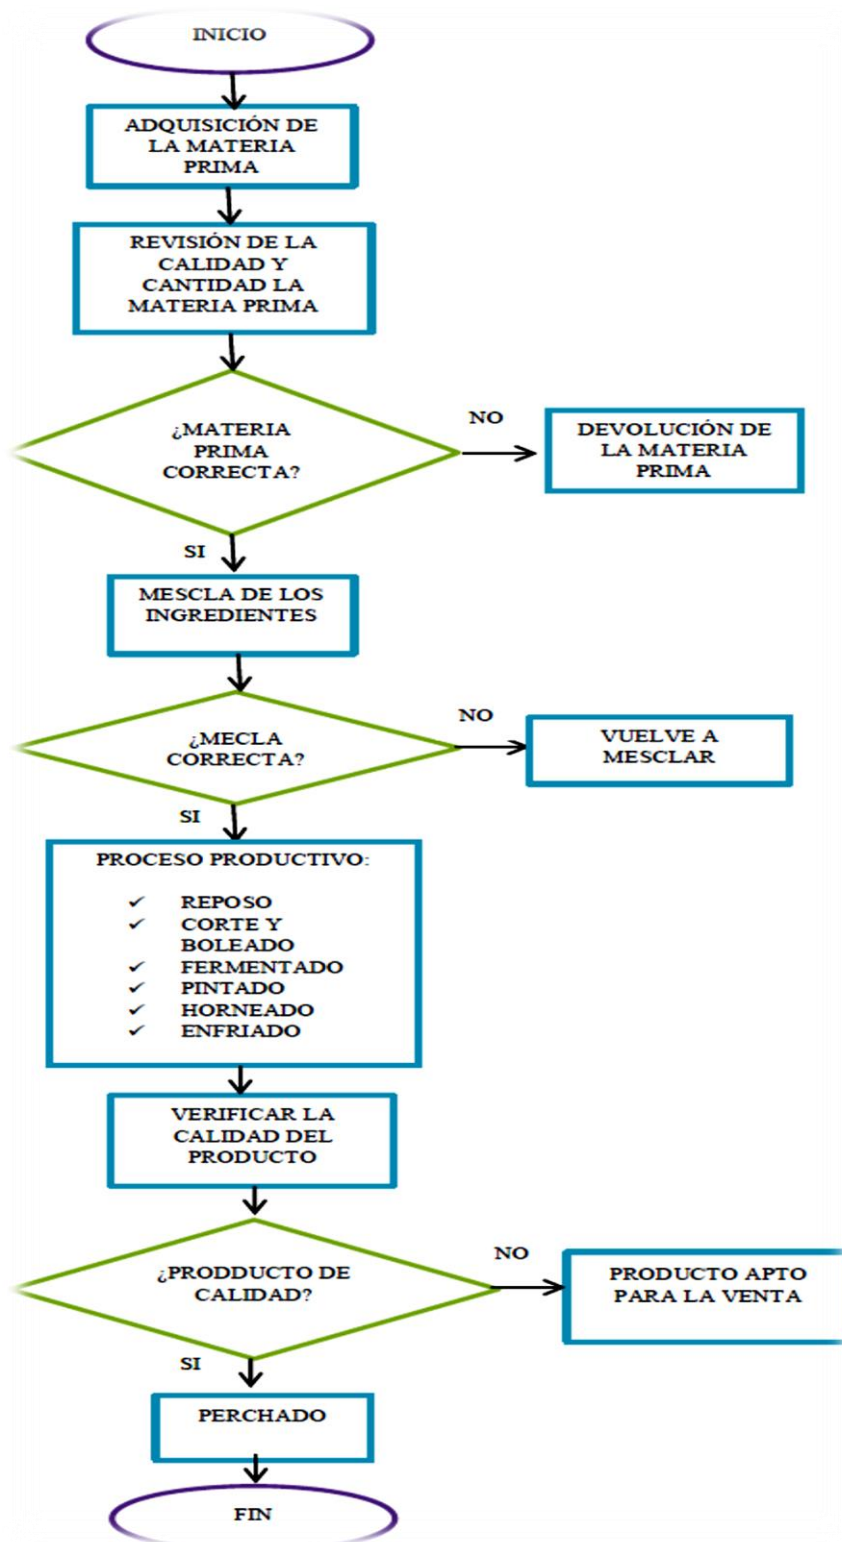 INICIO
ADQUISICIÓN DE
LA MATERIA
PRIMA
REVISIÓN DE LA
CALIDAD Y
CANTIDAD LA
MATERIA PRIMA
¿MATERIA
PRIMA
CORRECTA?
NO
DEVOLUCIÓN DE
LA MATERIA
PRIMA
SI
MESCLA DE LOS
INGREDIENTES
¿MECLA
CORRECTA?
NO
VUELVE A
MESCLAR
SI
PROCESO PRODUCTIVO:
✓ REPOSO
✓ CORTE Y
BOLEADO
✓ FERMENTADO
✓ PINTADO
✓ HORNEADO
✓ ENFRIADO
VERIFICAR LA
CALIDAD DEL
PRODUCTO
¿PRODDUCTO DE
CALIDAD?
NO
PRODUCTO APTO
PARA LA VENTA
SI
PERCHADO
FIN